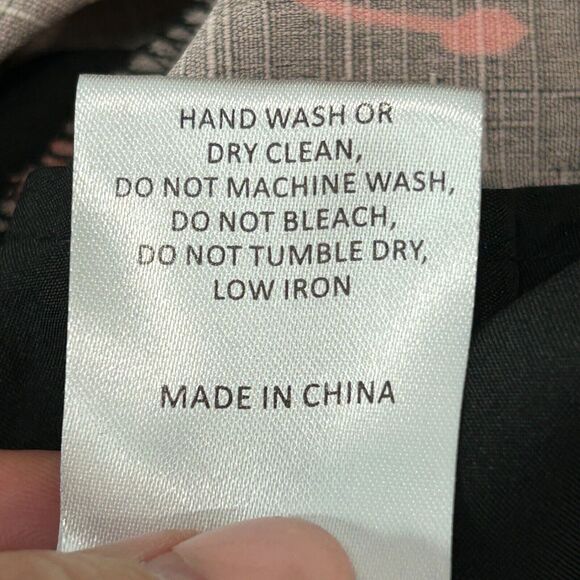 HAND WASH OR
DRY CLEAN,
DO NOT MACHINE WASH,
DO NOT BLEACH,
DO NOT TUMBLE DRY,
LOW IRON
MADE IN CHINA